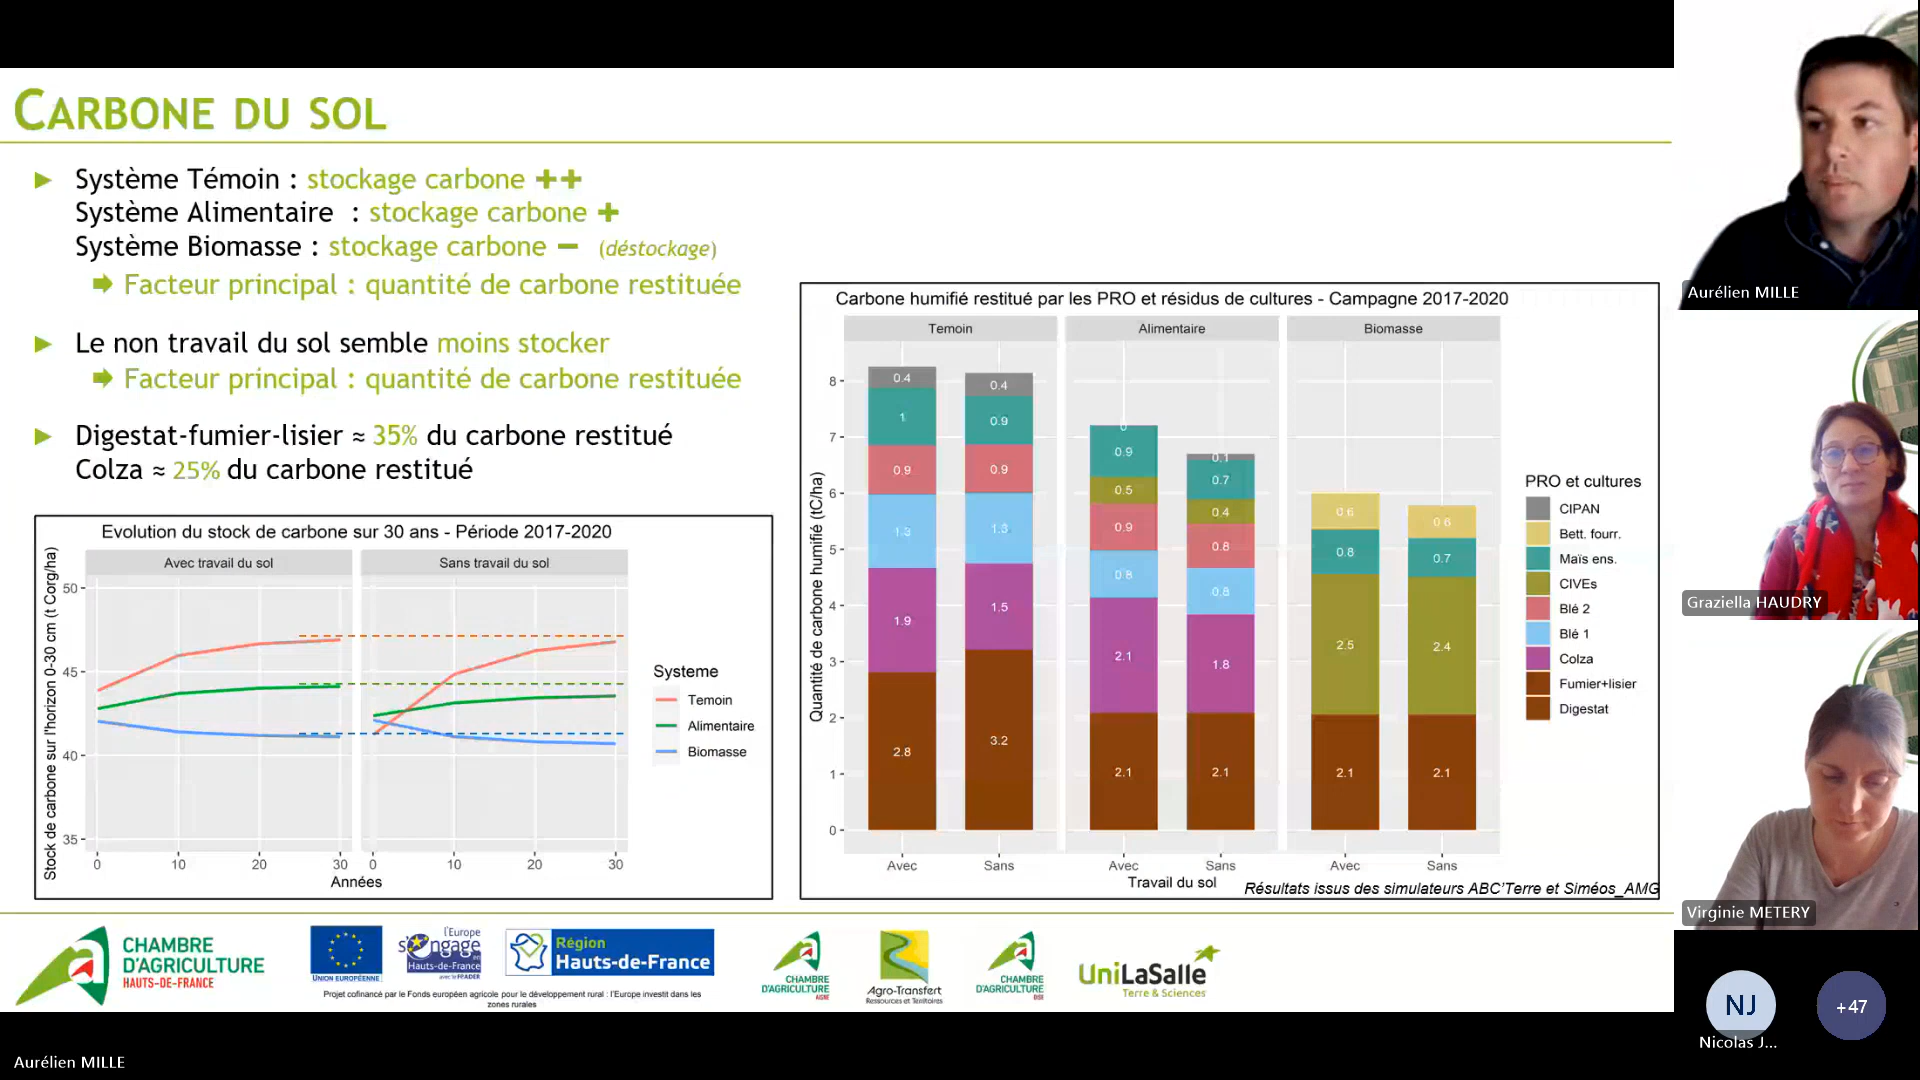 CARBONE DU SOL
► Système Témoin : stockage carbone ++
Système Alimentaire : stockage carbone +
Système Biomasse : stockage carbone – (déstockage)
➡ Facteur principal : quantité de carbone restituée
► Le non travail du sol semble moins stocker
➡ Facteur principal : quantité de carbone restituée
► Digestat-fumier-lisier ≈ 35% du carbone restitué
Colza ≈ 25% du carbone restitué
Evolution du stock de carbone sur 30 ans - Période 2017-2020
Avec travail du sol
Sans travail du sol
Stock de carbone sur l'horizon 0-30 cm (t Corg/ha)
50
45
40
35
0 10 20 30
0 10 20 30
Années
Systeme
Temoin
Alimentaire
Biomasse
Carbone humifié restitué par les PRO et résidus de cultures - Campagne 2017-2020
Temoin
Alimentaire
Biomasse
Quantité de carbone humifié (tC/ha)
8
7
6
5
4
3
2
1
0
0.4
1
0.9
1.3
1.9
2.8
0.4
0.9
0.9
1.3
1.5
3.2
0
0.9
0.5
0.9
0.8
2.1
2.1
0.1
0.7
0.4
0.8
0.8
1.8
2.1
0.6
0.8
2.5
2.1
0.6
0.7
2.4
2.1
Avec Sans Avec Sans Avec Sans
Travail du sol
PRO et cultures
CIPAN
Bett. fourr.
Maïs ens.
CIVEs
Blé 2
Blé 1
Colza
Fumier+lisier
Digestat
Résultats issus des simulateurs ABC'Terre et Siméos_AMG
CHAMBRE
D'AGRICULTURE
HAUTS-DE-FRANCE
UNION EUROPÉENNE
l'Europe
s'engage
en
Hauts-de-France
avec le FEADER
Région
Hauts-de-France
Projet cofinancé par le Fonds européen agricole pour le développement rural : l'Europe investit dans les
zones rurales
CHAMBRE
D'AGRICULTURE
AISNE
Agro-Transfert
Ressources et Territoires
CHAMBRE
D'AGRICULTURE
OISE
UniLaSalle
Terre & Sciences
Aurélien MILLE
Graziella HAUDRY
Virginie METERY
NJ
Nicolas J...
+47
Aurélien MILLE